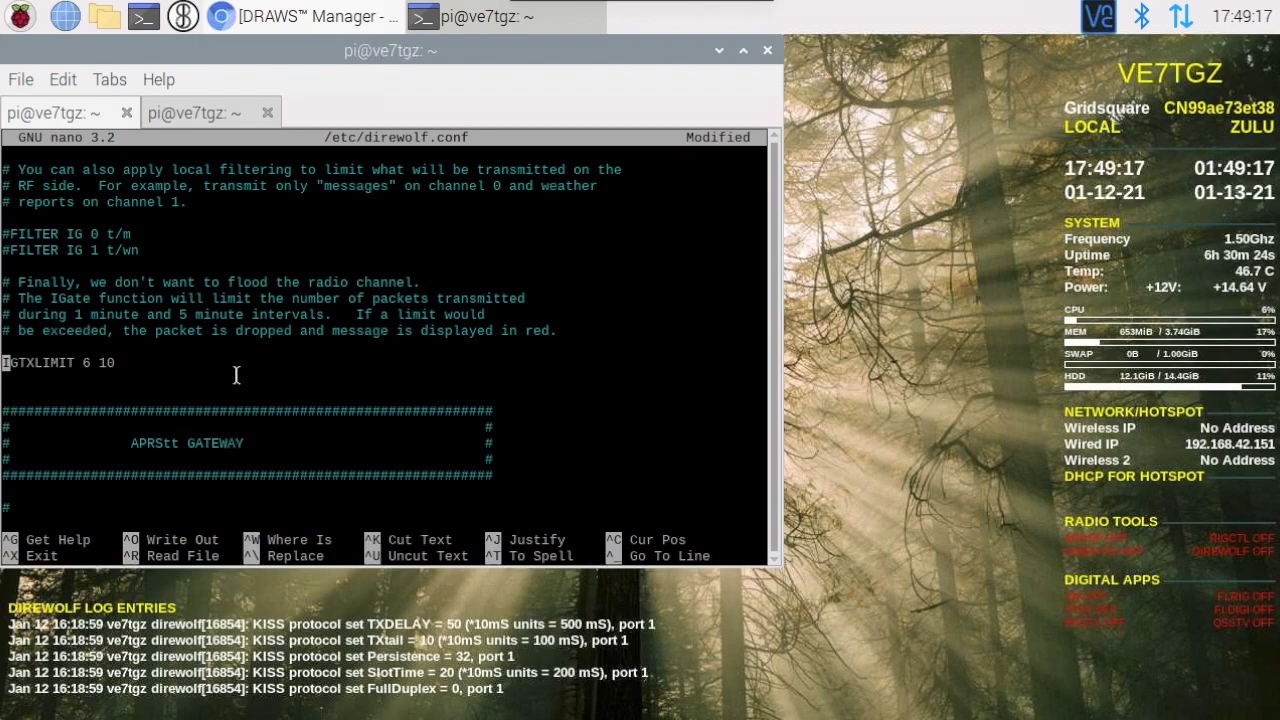 [DRAWS™ Manager - ...
pi@ve7tgz: ~
17:49:17
pi@ve7tgz: ~
File Edit Tabs Help
pi@ve7tgz: ~ pi@ve7tgz: ~
GNU nano 3.2 /etc/direwolf.conf Modified
# You can also apply local filtering to limit what will be transmitted on the
# RF side.  For example, transmit only "messages" on channel 0 and weather
# reports on channel 1.
#FILTER IG 0 t/m
#FILTER IG 1 t/wn
# Finally, we don't want to flood the radio channel.
# The IGate function will limit the number of packets transmitted
# during 1 minute and 5 minute intervals.   If a limit would
# be exceeded, the packet is dropped and message is displayed in red.
IGTXLIMIT 6 10
#############################################################
# #
# APRStt GATEWAY #
# #
#############################################################
#
^G Get Help ^O Write Out ^W Where Is ^K Cut Text ^J Justify ^C Cur Pos
^X Exit ^R Read File ^\ Replace ^U Uncut Text ^T To Spell ^_ Go To Line
VE7TGZ
Gridsquare CN99ae73et38
LOCAL ZULU
17:49:17 01:49:17
01-12-21 01-13-21
SYSTEM
Frequency 1.50Ghz
Uptime 6h 30m 24s
Temp: 46.7 C
Power: +12V: +14.64 V
CPU 6%
MEM 653MiB / 3.74GiB 17%
SWAP 0B / 1.00GiB 0%
HDD 12.1GiB / 14.4GiB 11%
NETWORK/HOTSPOT
Wireless IP No Address
Wired IP 192.168.42.151
Wireless 2 No Address
DHCP FOR HOTSPOT
RADIO TOOLS
RIGCTL OFF
DIREWOLF OFF
DIGITAL APPS
FLRIG OFF
FLDIGI OFF
QSSTV OFF
DIREWOLF LOG ENTRIES
Jan 12 16:18:59 ve7tgz direwolf[16854]: KISS protocol set TXDELAY = 50 (*10mS units = 500 mS), port 1
Jan 12 16:18:59 ve7tgz direwolf[16854]: KISS protocol set TXtail = 10 (*10mS units = 100 mS), port 1
Jan 12 16:18:59 ve7tgz direwolf[16854]: KISS protocol set Persistence = 32, port 1
Jan 12 16:18:59 ve7tgz direwolf[16854]: KISS protocol set SlotTime = 20 (*10mS units = 200 mS), port 1
Jan 12 16:18:59 ve7tgz direwolf[16854]: KISS protocol set FullDuplex = 0, port 1